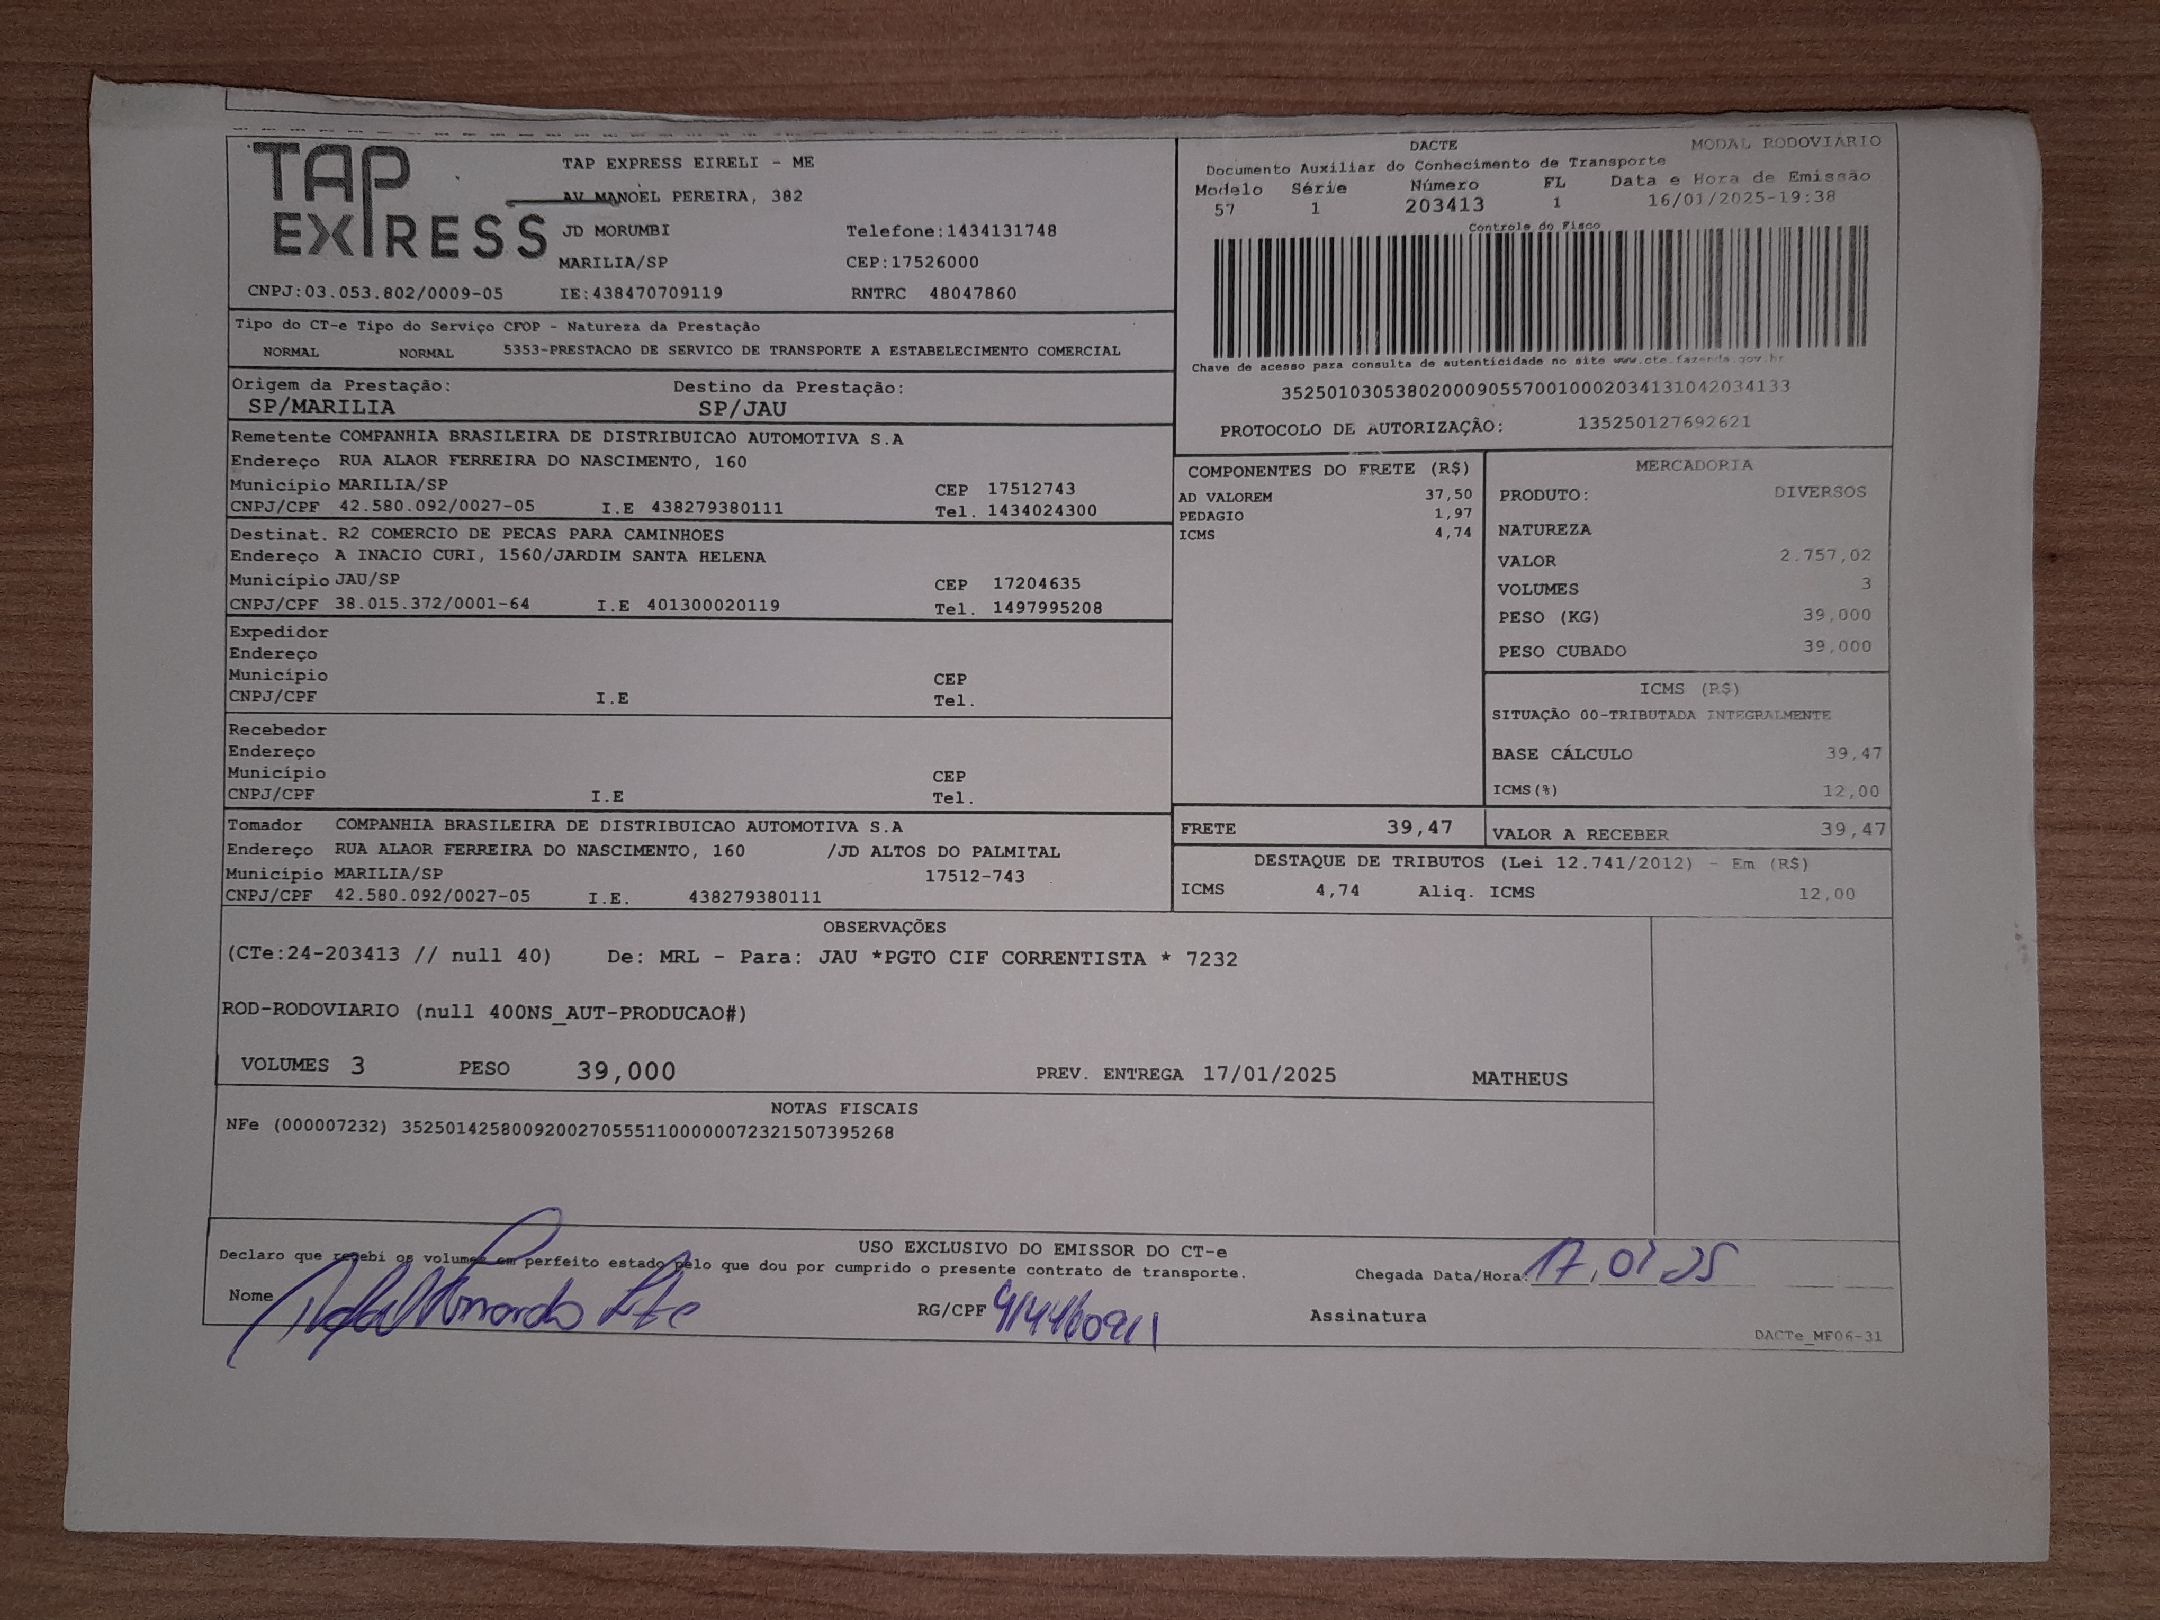 TAP EXPRESS
TAP EXPRESS EIRELI - ME
AV MANOEL PEREIRA, 382
JD MORUMBI Telefone:1434131748
MARILIA/SP CEP:17526000
CNPJ:03.053.802/0009-05 IE:438470709119 RNTRC 48047860
DACTE MODAL RODOVIÁRIO
Documento Auxiliar do Conhecimento de Transporte
Modelo Série Número FL Data e Hora de Emissão
57 1 203413 1 16/01/2025-19:38
Controle do Fisco
Chave de acesso para consulta de autenticidade no site www.cte.fazenda.gov.br
35250103053802000905570010002034131042034133
PROTOCOLO DE AUTORIZAÇÃO: 135250127692621
Tipo do CT-e Tipo do Serviço CFOP - Natureza da Prestação
NORMAL NORMAL 5353-PRESTACAO DE SERVICO DE TRANSPORTE A ESTABELECIMENTO COMERCIAL
Origem da Prestação: Destino da Prestação:
SP/MARILIA SP/JAU
Remetente COMPANHIA BRASILEIRA DE DISTRIBUICAO AUTOMOTIVA S.A
Endereço RUA ALAOR FERREIRA DO NASCIMENTO, 160
Município MARILIA/SP CEP 17512743
CNPJ/CPF 42.580.092/0027-05 I.E 438279380111 Tel. 1434024300
Destinat. R2 COMERCIO DE PECAS PARA CAMINHOES
Endereço A INACIO CURI, 1560/JARDIM SANTA HELENA
Município JAU/SP CEP 17204635
CNPJ/CPF 38.015.372/0001-64 I.E 401300020119 Tel. 1497995208
Expedidor
Endereço
Município CEP
CNPJ/CPF I.E Tel.
Recebedor
Endereço
Município CEP
CNPJ/CPF I.E Tel.
Tomador COMPANHIA BRASILEIRA DE DISTRIBUICAO AUTOMOTIVA S.A
Endereço RUA ALAOR FERREIRA DO NASCIMENTO, 160 /JD ALTOS DO PALMITAL
Município MARILIA/SP 17512-743
CNPJ/CPF 42.580.092/0027-05 I.E. 438279380111
COMPONENTES DO FRETE (R$)
AD VALOREM 37,50
PEDAGIO 1,97
ICMS 4,74
MERCADORIA
PRODUTO: DIVERSOS
NATUREZA
VALOR 2.757,02
VOLUMES 3
PESO (KG) 39,000
PESO CUBADO 39,000
ICMS (R$)
SITUAÇÃO 00-TRIBUTADA INTEGRALMENTE
BASE CÁLCULO 39,47
ICMS(%) 12,00
FRETE 39,47 VALOR A RECEBER 39,47
DESTAQUE DE TRIBUTOS (Lei 12.741/2012) - Em (R$)
ICMS 4,74 Aliq. ICMS 12,00
OBSERVAÇÕES
(CTe:24-203413 // null 40) De: MRL - Para: JAU *PGTO CIF CORRENTISTA * 7232
ROD-RODOVIARIO (null 400NS_AUT-PRODUCAO#)
VOLUMES 3 PESO 39,000 PREV. ENTREGA 17/01/2025 MATHEUS
NOTAS FISCAIS
NFe (000007232) 35250142580092002705551100000072321507395268
USO EXCLUSIVO DO EMISSOR DO CT-e
Declaro que recebi os volumes em perfeito estado pelo que dou por cumprido o presente contrato de transporte.
Chegada Data/Hora: 17,01 25
Nome
RG/CPF
Assinatura
DACTe_MF06-31